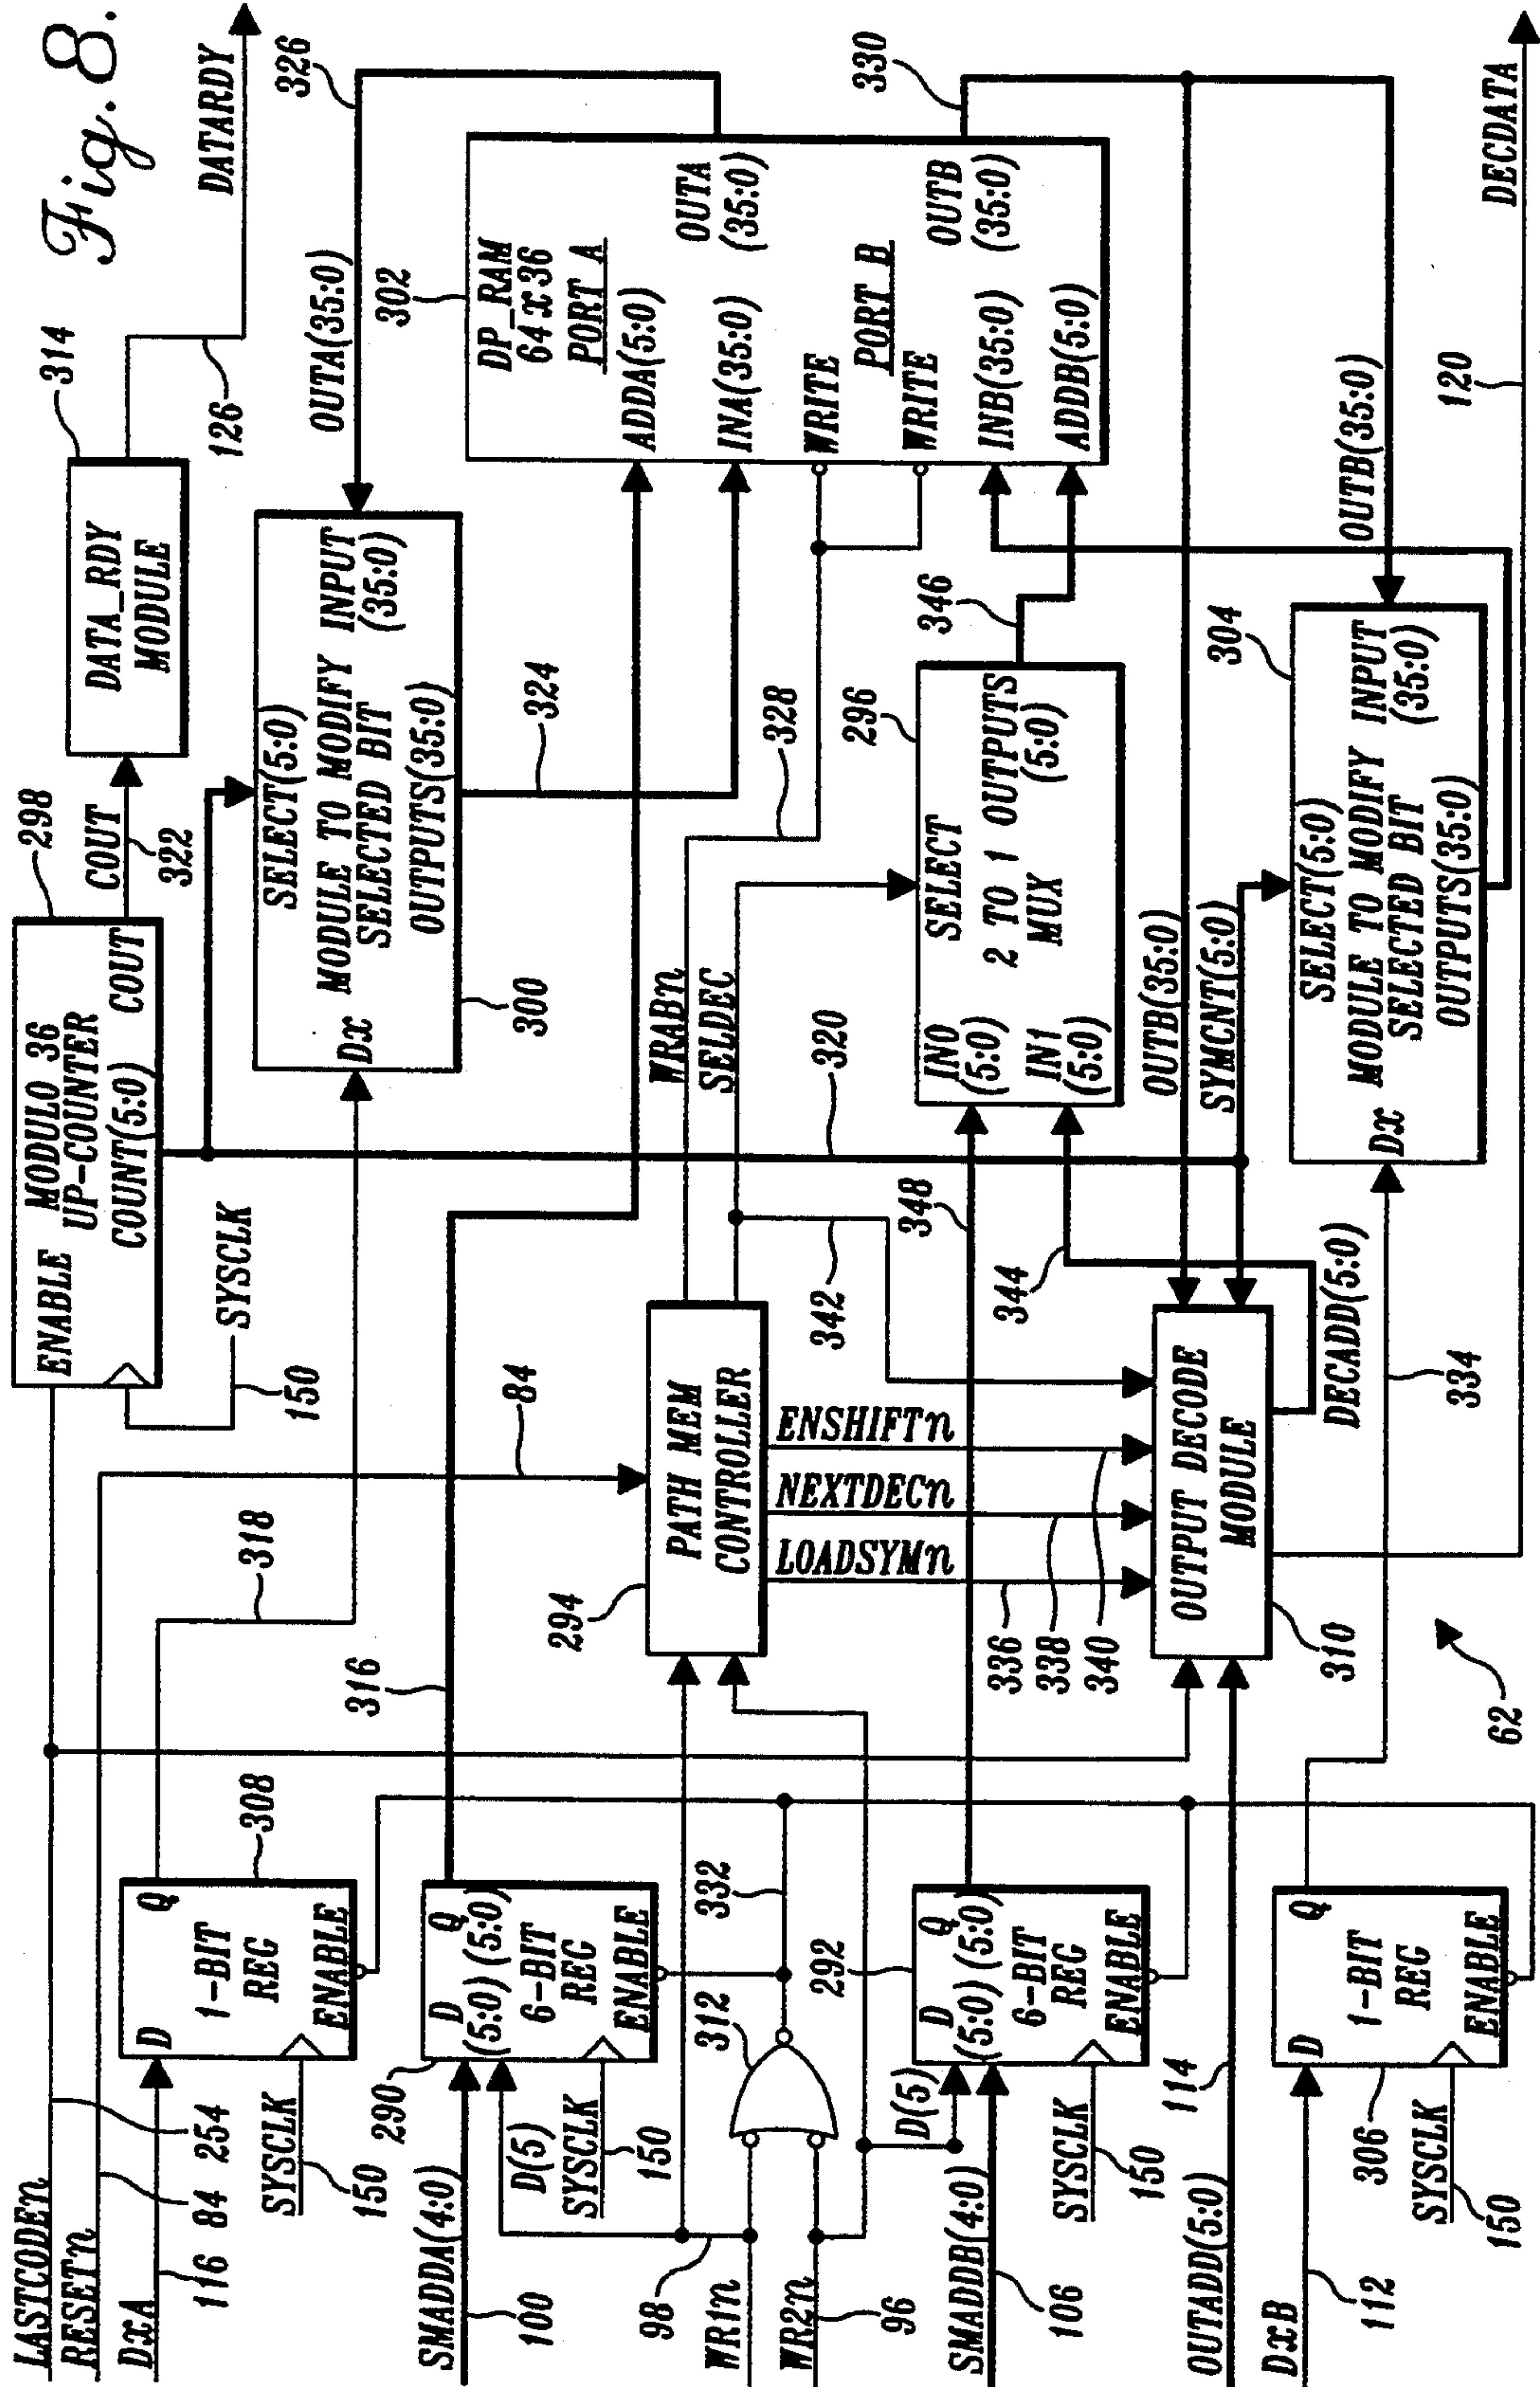 Fig. 8.
LASTCODEn
RESETn
DxA
116
84
254
SYSCLK
150
D
Q
1-BIT
REG
ENABLE
308
318
ENABLE
MODULO 36
UP-COUNTER
COUNT(5:0)
COUT
298
SYSCLK
150
COUT
322
DATA_RDY
MODULE
314
126
DATARDY
84
SELECT(5:0)
Dx
MODULE TO MODIFY
SELECTED BIT
INPUT
(35:0)
OUTPUTS(35:0)
300
324
OUTA(35:0)
326
302
SMADDA(4:0)
100
290
D
(5:0)
Q
(5:0)
6-BIT
REG
ENABLE
D(5)
SYSCLK
150
316
DP_RAM
64x36
PORT A
ADDA(5:0)
OUTA
(35:0)
INA(35:0)
WRITE
PORT B
WRITE
OUTB
(35:0)
INB(35:0)
ADDB(5:0)
330
WR1n
98
WR2n
96
312
332
294
PATH MEM
CONTROLLER
WRABn
SELDEC
328
342
320
LOADSYMn
NEXTDECn
ENSHIFTn
336
338
340
296
SELECT
IN0
(5:0)
IN1
(5:0)
2 TO 1
MUX
OUTPUTS
(5:0)
346
SMADDB(4:0)
106
292
D(5)
D
(5:0)
Q
(5:0)
6-BIT
REG
ENABLE
SYSCLK
150
348
344
OUTADD(5:0)
114
OUTPUT DECODE
MODULE
310
OUTB(35:0)
SYMCNT(5:0)
DECADD(5:0)
DxB
112
306
D
Q
1-BIT
REG
ENABLE
SYSCLK
150
334
62
304
SELECT(5:0)
Dx
MODULE TO MODIFY
SELECTED BIT
INPUT
(35:0)
OUTPUTS(35:0)
OUTB(35:0)
120
DECDATA